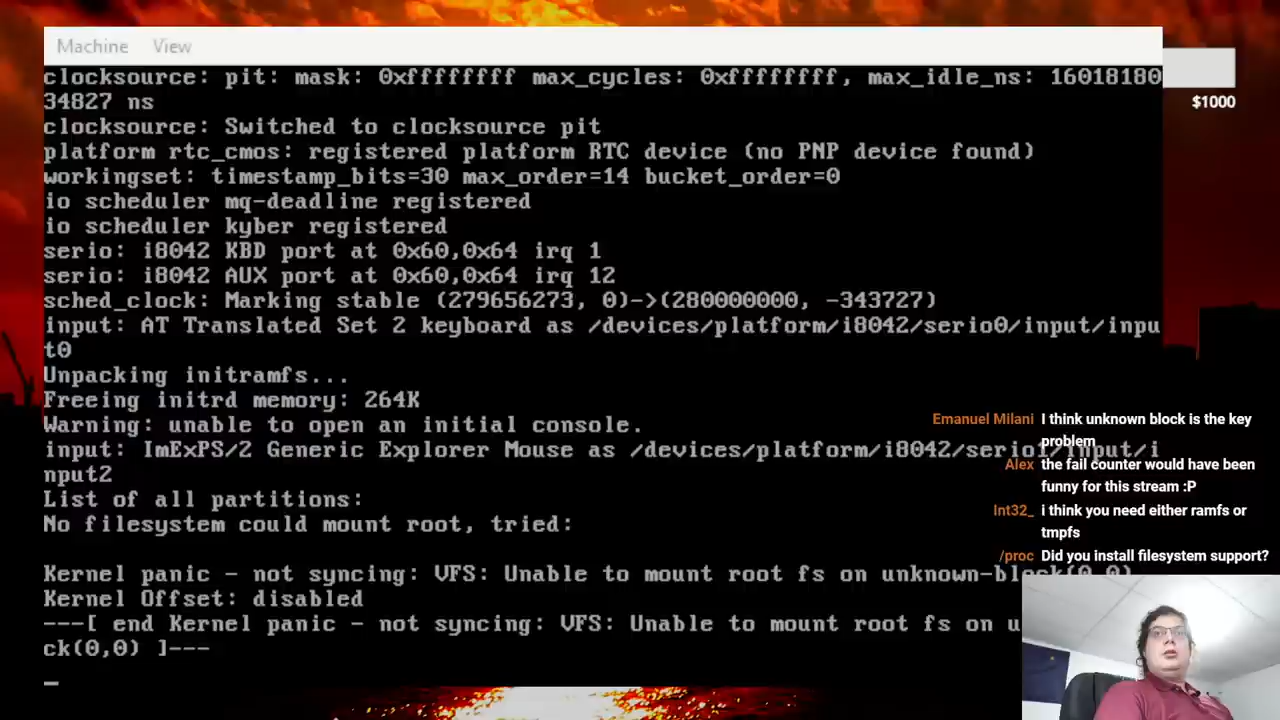 Machine View
clocksource: pit: mask: 0xffffffff max_cycles: 0xffffffff, max_idle_ns: 16018180
34827 ns
clocksource: Switched to clocksource pit
platform rtc_cmos: registered platform RTC device (no PNP device found)
workingset: timestamp_bits=30 max_order=14 bucket_order=0
io scheduler mq-deadline registered
io scheduler kyber registered
serio: i8042 KBD port at 0x60,0x64 irq 1
serio: i8042 AUX port at 0x60,0x64 irq 12
sched_clock: Marking stable (279656273, 0)->(280000000, -343727)
input: AT Translated Set 2 keyboard as /devices/platform/i8042/serio0/input/inpu
t0
Unpacking initramfs...
Freeing initrd memory: 264K
Warning: unable to open an initial console.
input: ImExPS/2 Generic Explorer Mouse as /devices/platform/i8042/serio1/input/i
nput2
List of all partitions:
No filesystem could mount root, tried:
Kernel panic - not syncing: VFS: Unable to mount root fs on unknown-block(0,0)
Kernel Offset: disabled
---[ end Kernel panic - not syncing: VFS: Unable to mount root fs on u
ck(0,0) ]---
$1000
Emanuel Milani I think unknown block is the key
problem
Alex the fail counter would have been
funny for this stream :P
Int32_ i think you need either ramfs or
tmpfs
/proc Did you install filesystem support?